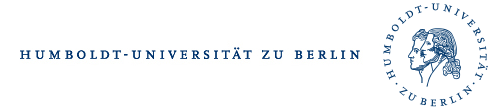 HUMBOLDT-UNIVERSITÄT ZU BERLIN
HUMBOLDT-UNIVERSITÄT · ZU BERLIN ·